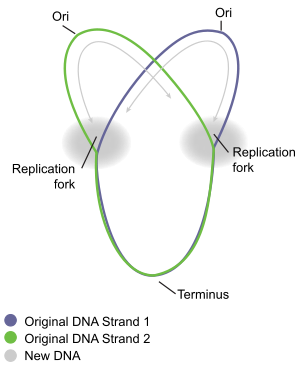 Ori
Ori
Replication
fork
Replication
fork
Terminus
Original DNA Strand 1
Original DNA Strand 2
New DNA